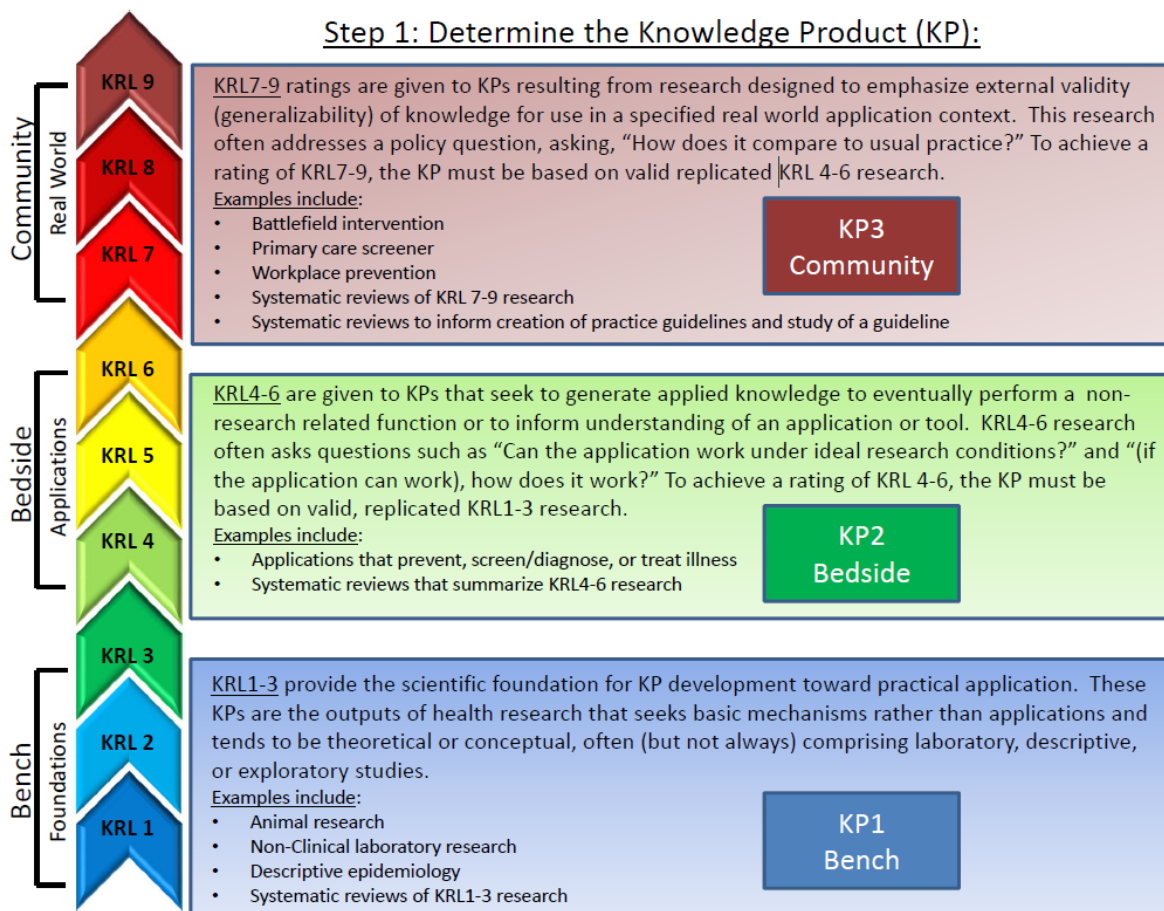 Step 1: Determine the Knowledge Product (KP):
KRL 9
KRL 8
KRL 7
KRL 6
KRL 5
KRL 4
KRL 3
KRL 2
KRL 1
Community
Real World
Bedside
Applications
Bench
Foundations
KRL7-9 ratings are given to KPs resulting from research designed to emphasize external validity
(generalizability) of knowledge for use in a specified real world application context. This research
often addresses a policy question, asking, “How does it compare to usual practice?” To achieve a
rating of KRL7-9, the KP must be based on valid replicated KRL 4-6 research.
Examples include:
• Battlefield intervention
• Primary care screener
• Workplace prevention
• Systematic reviews of KRL 7-9 research
• Systematic reviews to inform creation of practice guidelines and study of a guideline
KP3
Community
KRL4-6 are given to KPs that seek to generate applied knowledge to eventually perform a non-
research related function or to inform understanding of an application or tool. KRL4-6 research
often asks questions such as “Can the application work under ideal research conditions?” and “(if
the application can work), how does it work?” To achieve a rating of KRL 4-6, the KP must be
based on valid, replicated KRL1-3 research.
Examples include:
• Applications that prevent, screen/diagnose, or treat illness
• Systematic reviews that summarize KRL4-6 research
KP2
Bedside
KRL1-3 provide the scientific foundation for KP development toward practical application. These
KPs are the outputs of health research that seeks basic mechanisms rather than applications and
tends to be theoretical or conceptual, often (but not always) comprising laboratory, descriptive,
or exploratory studies.
Examples include:
• Animal research
• Non-Clinical laboratory research
• Descriptive epidemiology
• Systematic reviews of KRL1-3 research
KP1
Bench